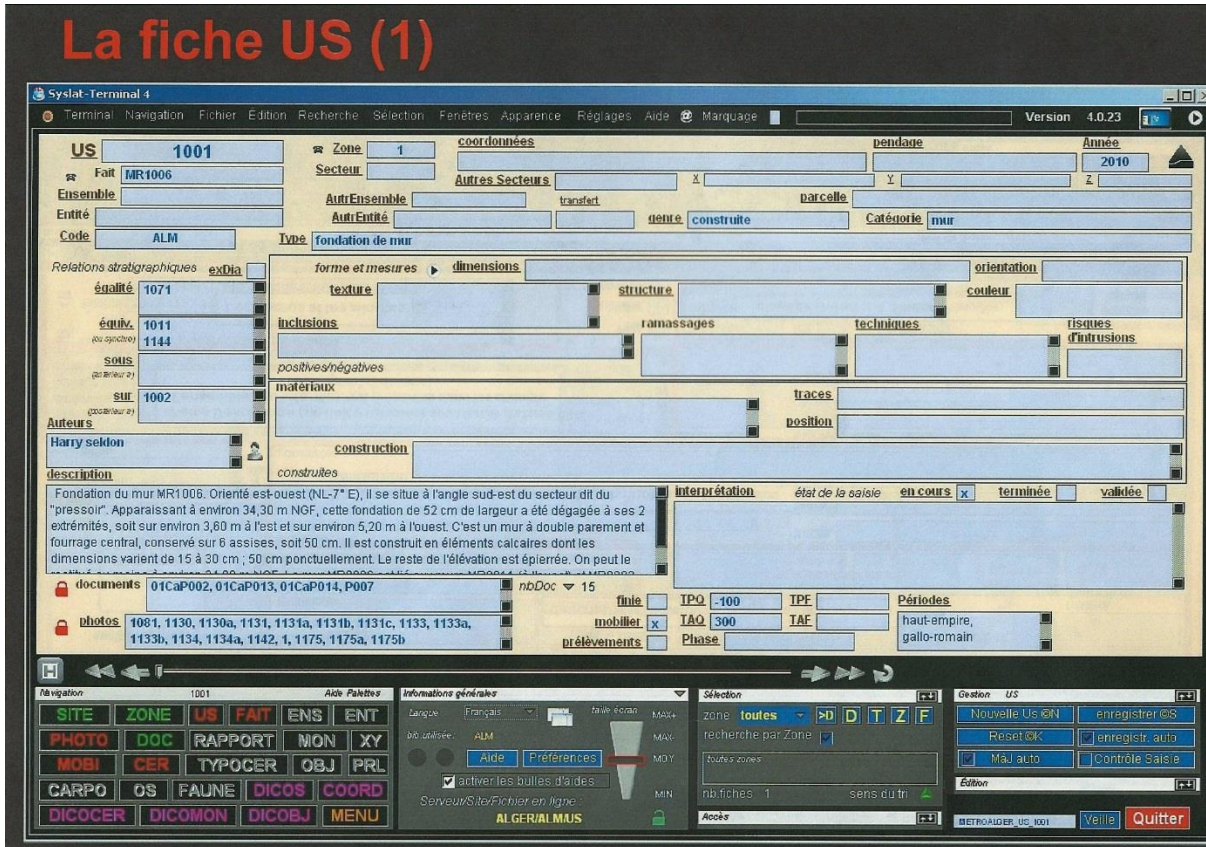 La fiche US (1)
Syslat-Terminal 4
Terminal Navigation Fichier Edition Recherche Sélection Fenêtres Apparence Réglages Aide @ Marquage Version 4.0.23
US 1001 Zone 1 coordonnées pendage Année
2010
Fait MR1006 Secteur Autres Secteurs X Y Z
Ensemble AutrEnsemble transfert parcelle
Entité AutrEntité genre construite Catégorie mur
Code ALM Type fondation de mur
Relations stratigraphiques exDia forme et mesures dimensions orientation
égalité 1071 texture structure couleur
équiv. 1011 inclusions ramassages techniques risques
(ou synchro) 1144 d'intrusions
sous
(antérieur à) positives/négatives
sur 1002 matériaux traces
(postérieur à)
Auteurs position
Harry seldon construction
description construites
Fondation du mur MR1006. Orienté est-ouest (NL-7° E), il se situe à l'angle sud-est du secteur dit du
"pressoir". Apparaissant à environ 34,30 m NGF, cette fondation de 52 cm de largeur a été dégagée à ses 2
extrémités, soit sur environ 3,60 m à l'est et sur environ 5,20 m à l'ouest. C'est un mur à double parement et
fourrage central, conservé sur 6 assises, soit 50 cm. Il est construit en éléments calcaires dont les
dimensions varient de 15 à 30 cm ; 50 cm ponctuellement. Le reste de l'élévation est épierrée. On peut le
interprétation état de la saisie en cours x terminée validée
documents 01CaP002, 01CaP013, 01CaP014, P007 nbDoc 15
finie TPQ -100 TPF Périodes
photos 1081, 1130, 1130a, 1131, 1131a, 1131b, 1131c, 1133, 1133a,
1133b, 1134, 1134a, 1142, 1, 1175, 1175a, 1175b
mobilier x TAQ 300 TAF haut-empire,
gallo-romain
prélèvements Phase
H
Navigation 1001 Aide Palettes
SITE ZONE US FAIT ENS ENT
PHOTO DOC RAPPORT MON XY
MOBI CER TYPOCER OBJ PRL
CARPO OS FAUNE DICOS COORD
DICOCER DICOMON DICOBJ MENU
Informations générales
Langue Français taille écran MAX+
bib utilisée: ALM MAX-
Aide Préférences MOY
activer les bulles d'aides
MIN
Serveur/Site/Fichier en ligne :
ALGER/ALM/US
Sélection
zone toutes >D D T Z F
recherche par Zone
toutes zones
nb.fiches 1 sens du tri
Accès
Gestion US
Nouvelle Us ©N enregistrer ©S
Reset ©K enregistr. auto
MàJ auto Contrôle Saisie
Édition
METROALGER_US_1001 Veille Quitter